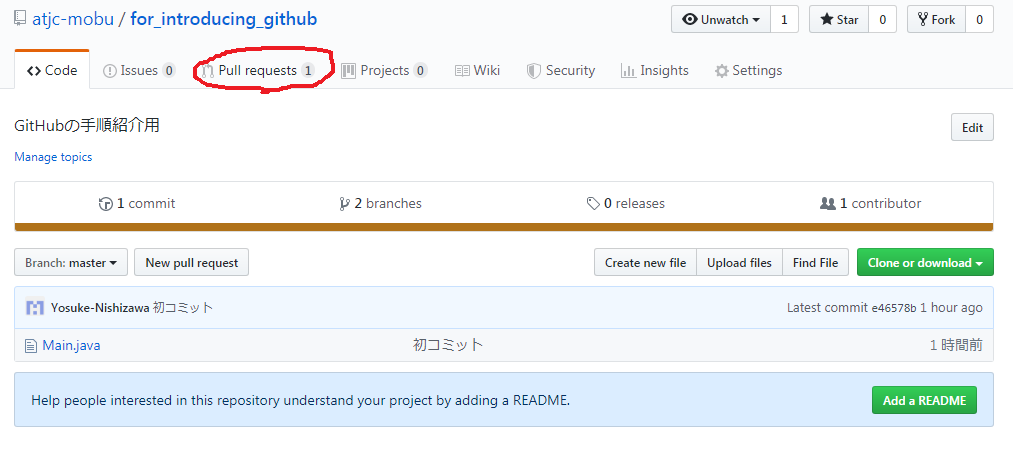 atjc-mobu / for_introducing_github Unwatch 1 Star 0 Fork 0
Code Issues 0 Pull requests 1 Projects 0 Wiki Security Insights Settings
GitHubの手順紹介用 Edit
Manage topics
1 commit 2 branches 0 releases 1 contributor
Branch: master New pull request Create new file Upload files Find File Clone or download
Yosuke-Nishizawa 初コミット Latest commit e46578b 1 hour ago
Main.java 初コミット 1 時間前
Help people interested in this repository understand your project by adding a README. Add a README